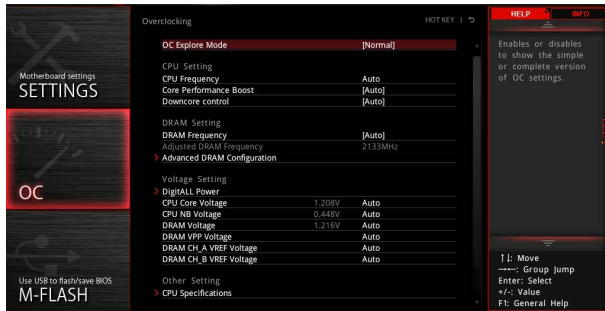 Overclocking
HOT KEY |
HELP
INFO
Motherboard settings
SETTINGS
OC
Use USB to flash/save BIOS
M-FLASH
OC Explore Mode [Normal]
CPU Setting
CPU Frequency Auto
Core Performance Boost [Auto]
Downcore control [Auto]
DRAM Setting
DRAM Frequency [Auto]
Adjusted DRAM Frequency 2133MHz
Advanced DRAM Configuration
Voltage Setting
DigitALL Power
CPU Core Voltage 1.208V Auto
CPU NB Voltage 0.448V Auto
DRAM Voltage 1.216V Auto
DRAM VPP Voltage Auto
DRAM CH_A VREF Voltage Auto
DRAM CH_B VREF Voltage Auto
Other Setting
CPU Specifications
Enables or disables
to show the simple
or complete version
of OC settings.
↑↓: Move
→←: Group Jump
Enter: Select
+/-: Value
F1: General Help